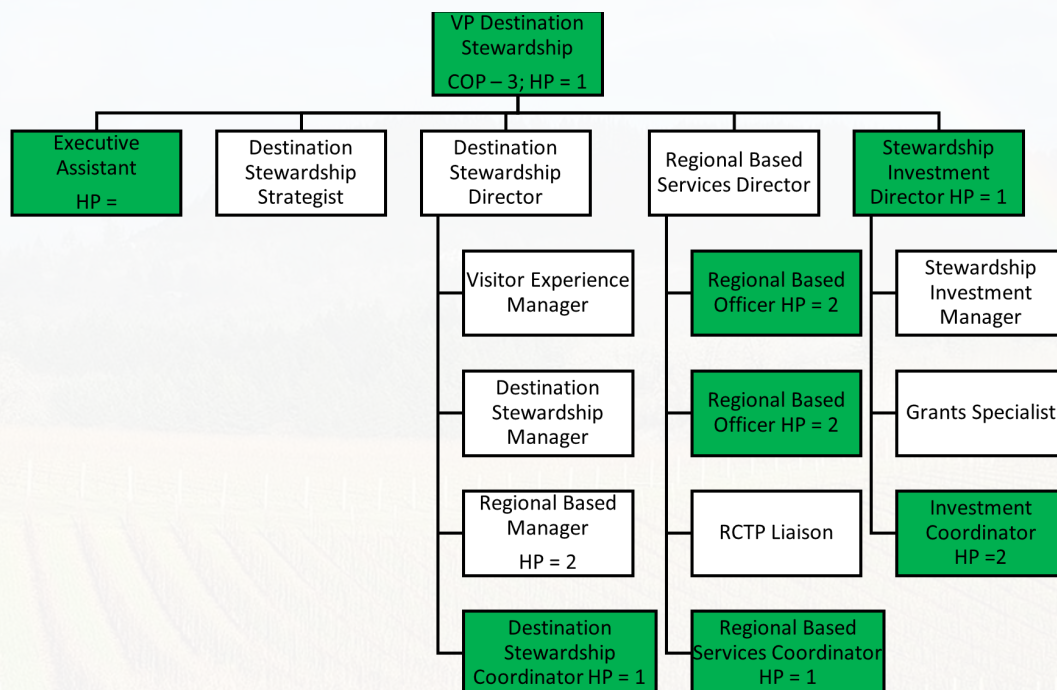 VP Destination
Stewardship
COP – 3; HP = 1
Executive
Assistant
HP =
Destination
Stewardship
Strategist
Destination
Stewardship
Director
Regional Based
Services Director
Stewardship
Investment
Director HP = 1
Visitor Experience
Manager
Destination
Stewardship
Manager
Regional Based
Manager
HP = 2
Destination
Stewardship
Coordinator HP = 1
Regional Based
Officer HP = 2
Regional Based
Officer HP = 2
RCTP Liaison
Regional Based
Services Coordinator
HP = 1
Stewardship
Investment
Manager
Grants Specialist
Investment
Coordinator
HP =2